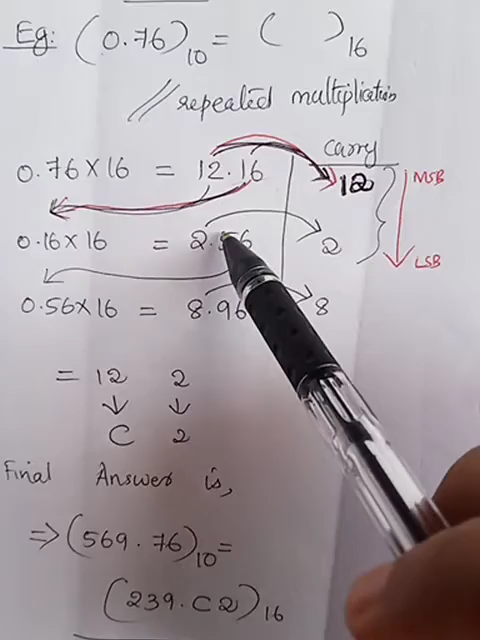 Eg: (0.76)10 = ( )16
// repeated multiplication
Carry
0.76 × 16 = 12.16 12 MSB
0.16 × 16 = 2.56 2 LSB
0.56 × 16 = 8.96 8
= 12 2
↓ ↓
C 2
Final Answer is,
⇒ (569.76)10 =
(239.C2)16